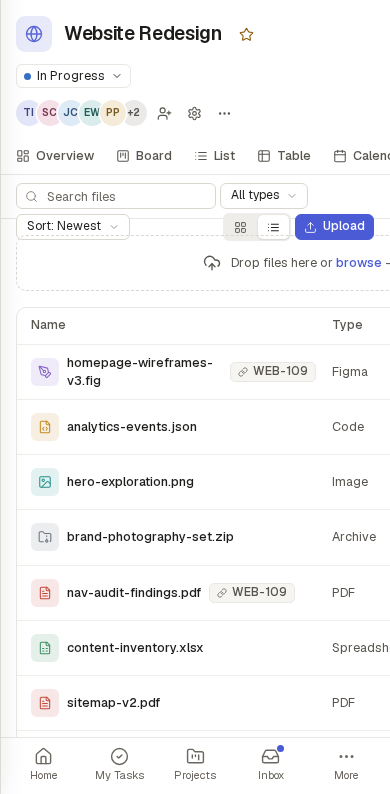 Website Redesign
In Progress
TI SC JC EW PP +2
Overview Board List Table Calend
Search files All types
Sort: Newest Upload
Drop files here or browse
Name Type
homepage-wireframes-
v3.fig WEB-109 Figma
analytics-events.json Code
hero-exploration.png Image
brand-photography-set.zip Archive
nav-audit-findings.pdf WEB-109 PDF
content-inventory.xlsx Spreadsh
sitemap-v2.pdf PDF
Home My Tasks Projects Inbox More